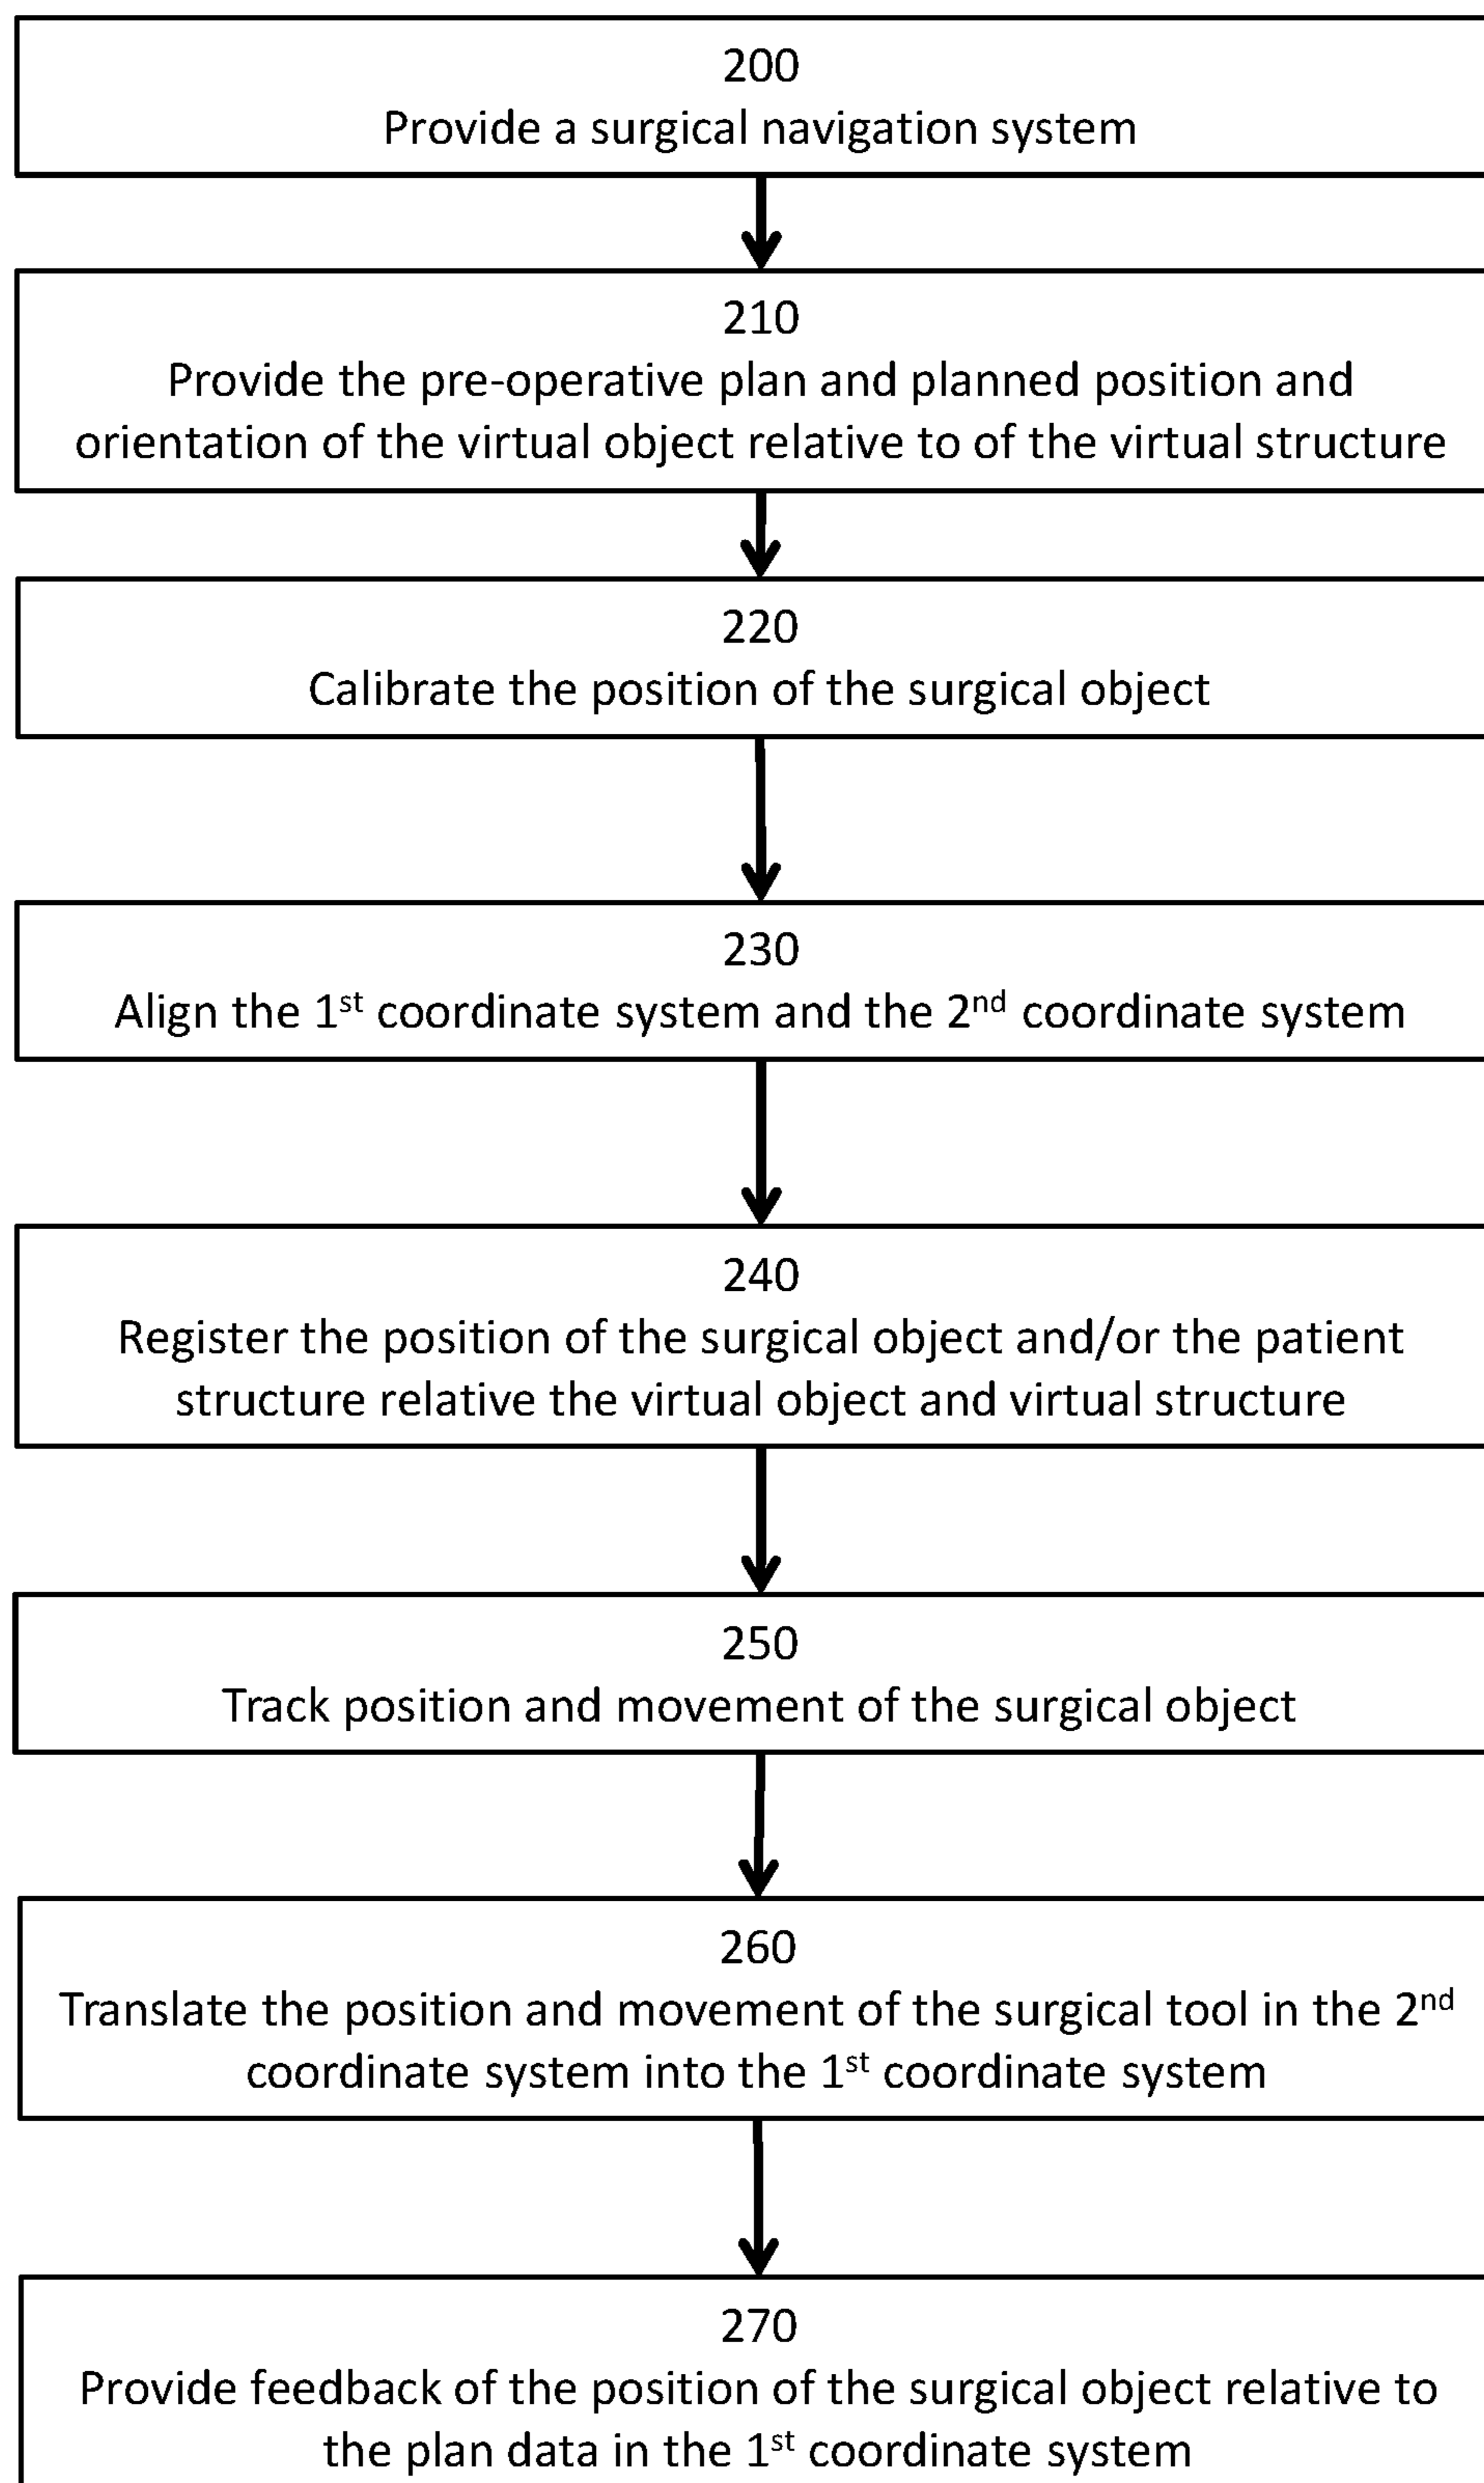 200
Provide a surgical navigation system
210
Provide the pre-operative plan and planned position and
orientation of the virtual object relative to of the virtual structure
220
Calibrate the position of the surgical object
230
Align the 1st coordinate system and the 2nd coordinate system
240
Register the position of the surgical object and/or the patient
structure relative the virtual object and virtual structure
250
Track position and movement of the surgical object
260
Translate the position and movement of the surgical tool in the 2nd
coordinate system into the 1st coordinate system
270
Provide feedback of the position of the surgical object relative to
the plan data in the 1st coordinate system